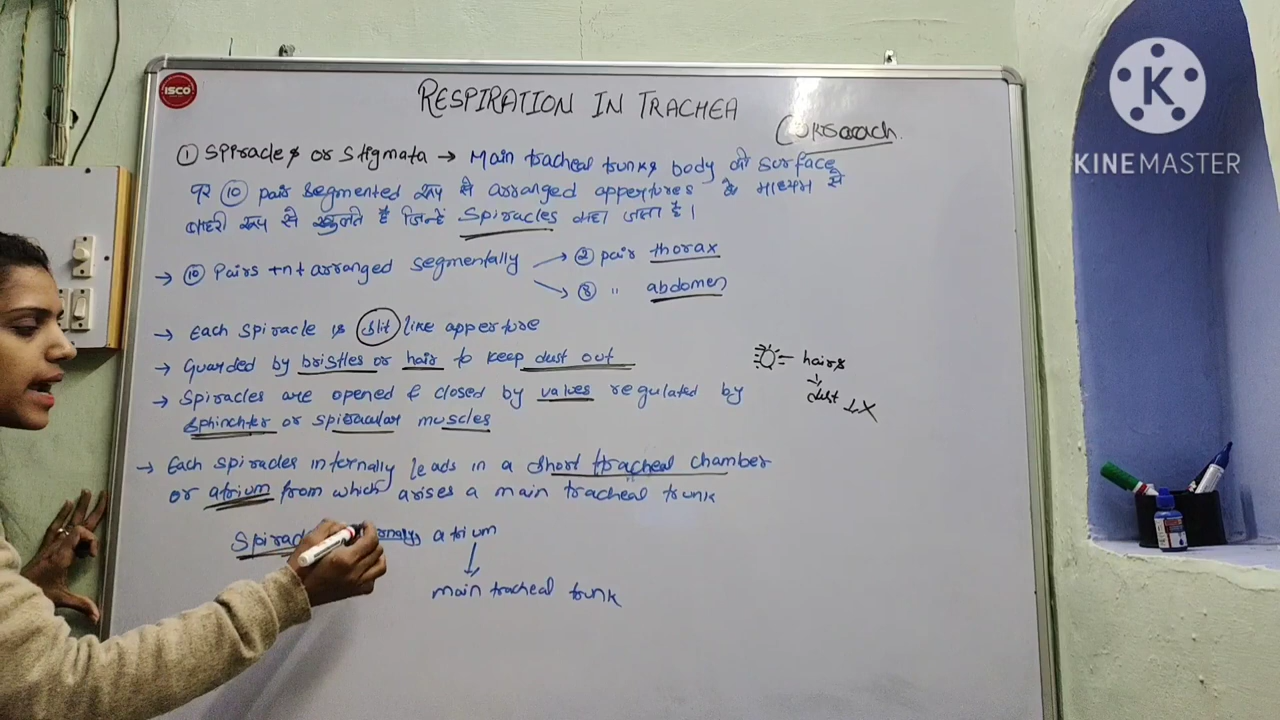 ISCO
RESPIRATION IN TRACHEA
Cokroach.
① Spiracles or Stigmata → Main tracheal trunks body की surface
पर ⑩ pair segmented रूप से arranged appertures के माध्यम से
बाहरी रूप से खुलते हैं जिन्हें Spiracles कहा जाता है।
→ ⑩ Pairs +nt arranged segmentally → ② pair thorax
→ ⑧ " abdomen
→ Each spiracle is slit like apperture
→ Guarded by bristles or hair to keep dust out
hairs
dust
→ Spiracles are opened & closed by valves regulated by
sphinchter or spiracular muscles
→ Each spiracles internally leads in a short tracheal chamber
or atrium from which arises a main tracheal trunk
atrium
main tracheal trunk
K
KINEMASTER